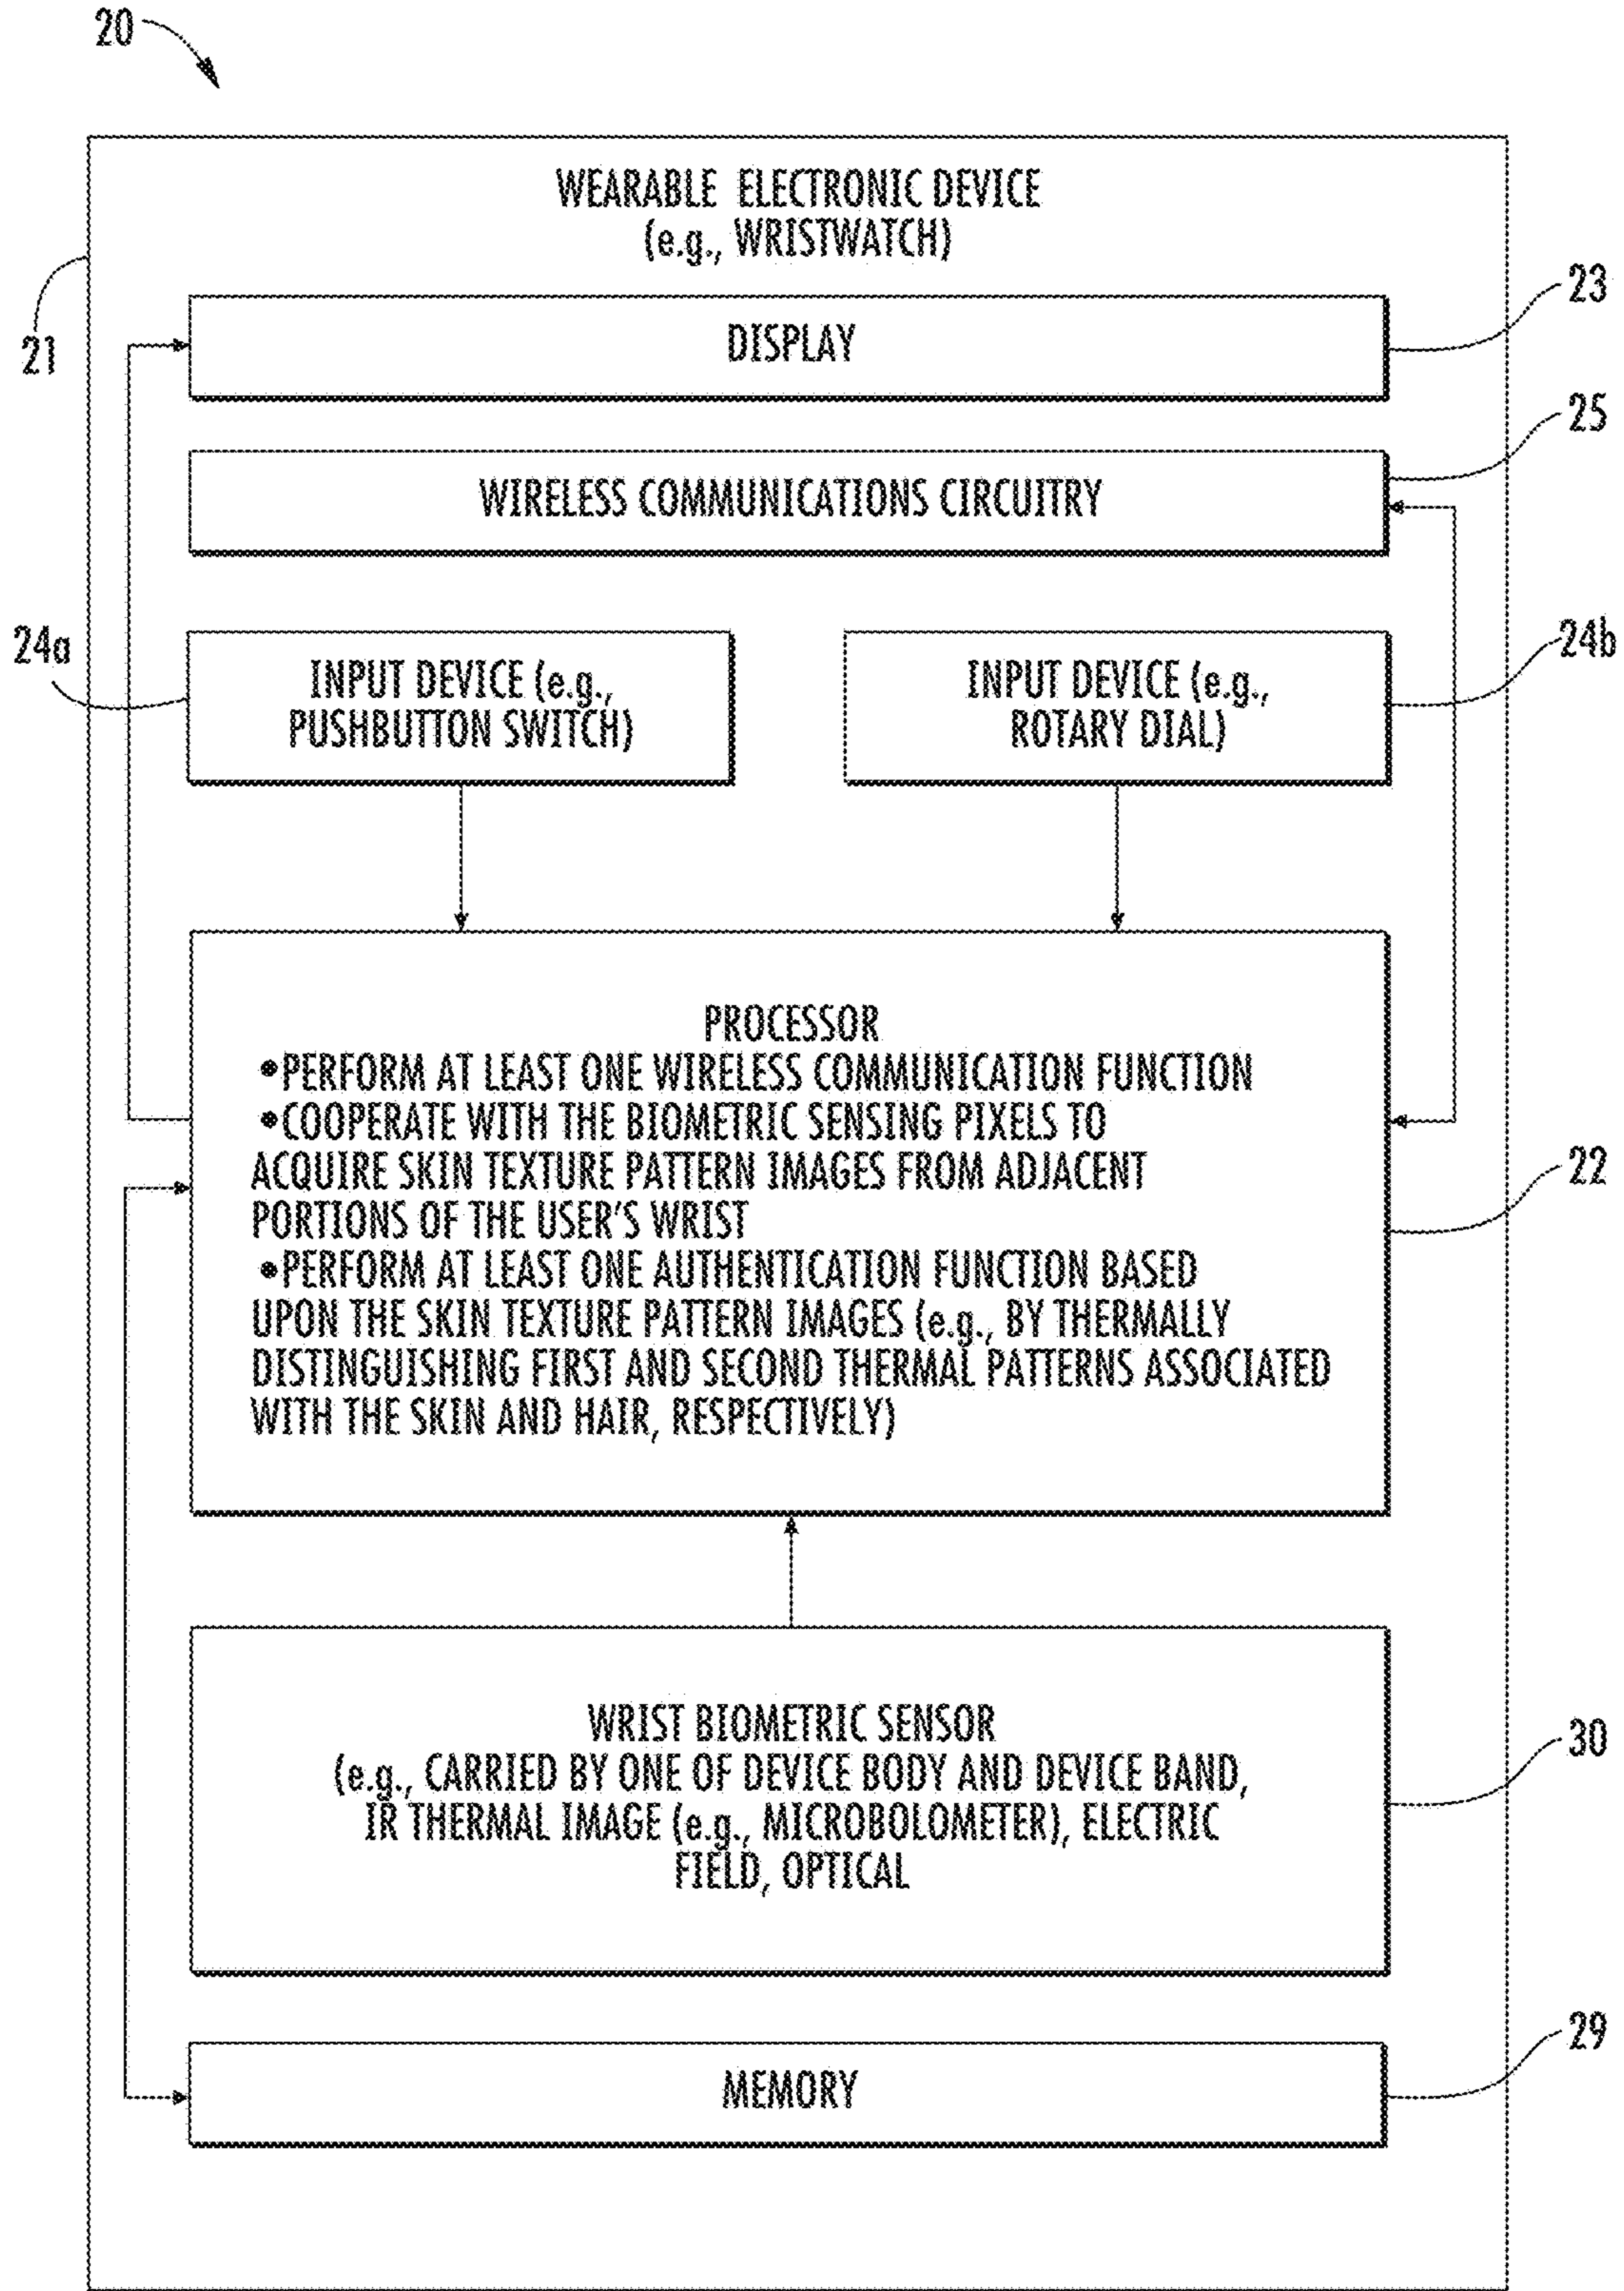 20
WEARABLE ELECTRONIC DEVICE
(e.g., WRISTWATCH)
21
DISPLAY
23
WIRELESS COMMUNICATIONS CIRCUITRY
25
24a
INPUT DEVICE (e.g.,
PUSHBUTTON SWITCH)
INPUT DEVICE (e.g.,
ROTARY DIAL)
24b
PROCESSOR
•PERFORM AT LEAST ONE WIRELESS COMMUNICATION FUNCTION
•COOPERATE WITH THE BIOMETRIC SENSING PIXELS TO
ACQUIRE SKIN TEXTURE PATTERN IMAGES FROM ADJACENT
PORTIONS OF THE USER'S WRIST
•PERFORM AT LEAST ONE AUTHENTICATION FUNCTION BASED
UPON THE SKIN TEXTURE PATTERN IMAGES (e.g., BY THERMALLY
DISTINGUISHING FIRST AND SECOND THERMAL PATTERNS ASSOCIATED
WITH THE SKIN AND HAIR, RESPECTIVELY)
22
WRIST BIOMETRIC SENSOR
(e.g., CARRIED BY ONE OF DEVICE BODY AND DEVICE BAND,
IR THERMAL IMAGE (e.g., MICROBOLOMETER), ELECTRIC
FIELD, OPTICAL
30
MEMORY
29